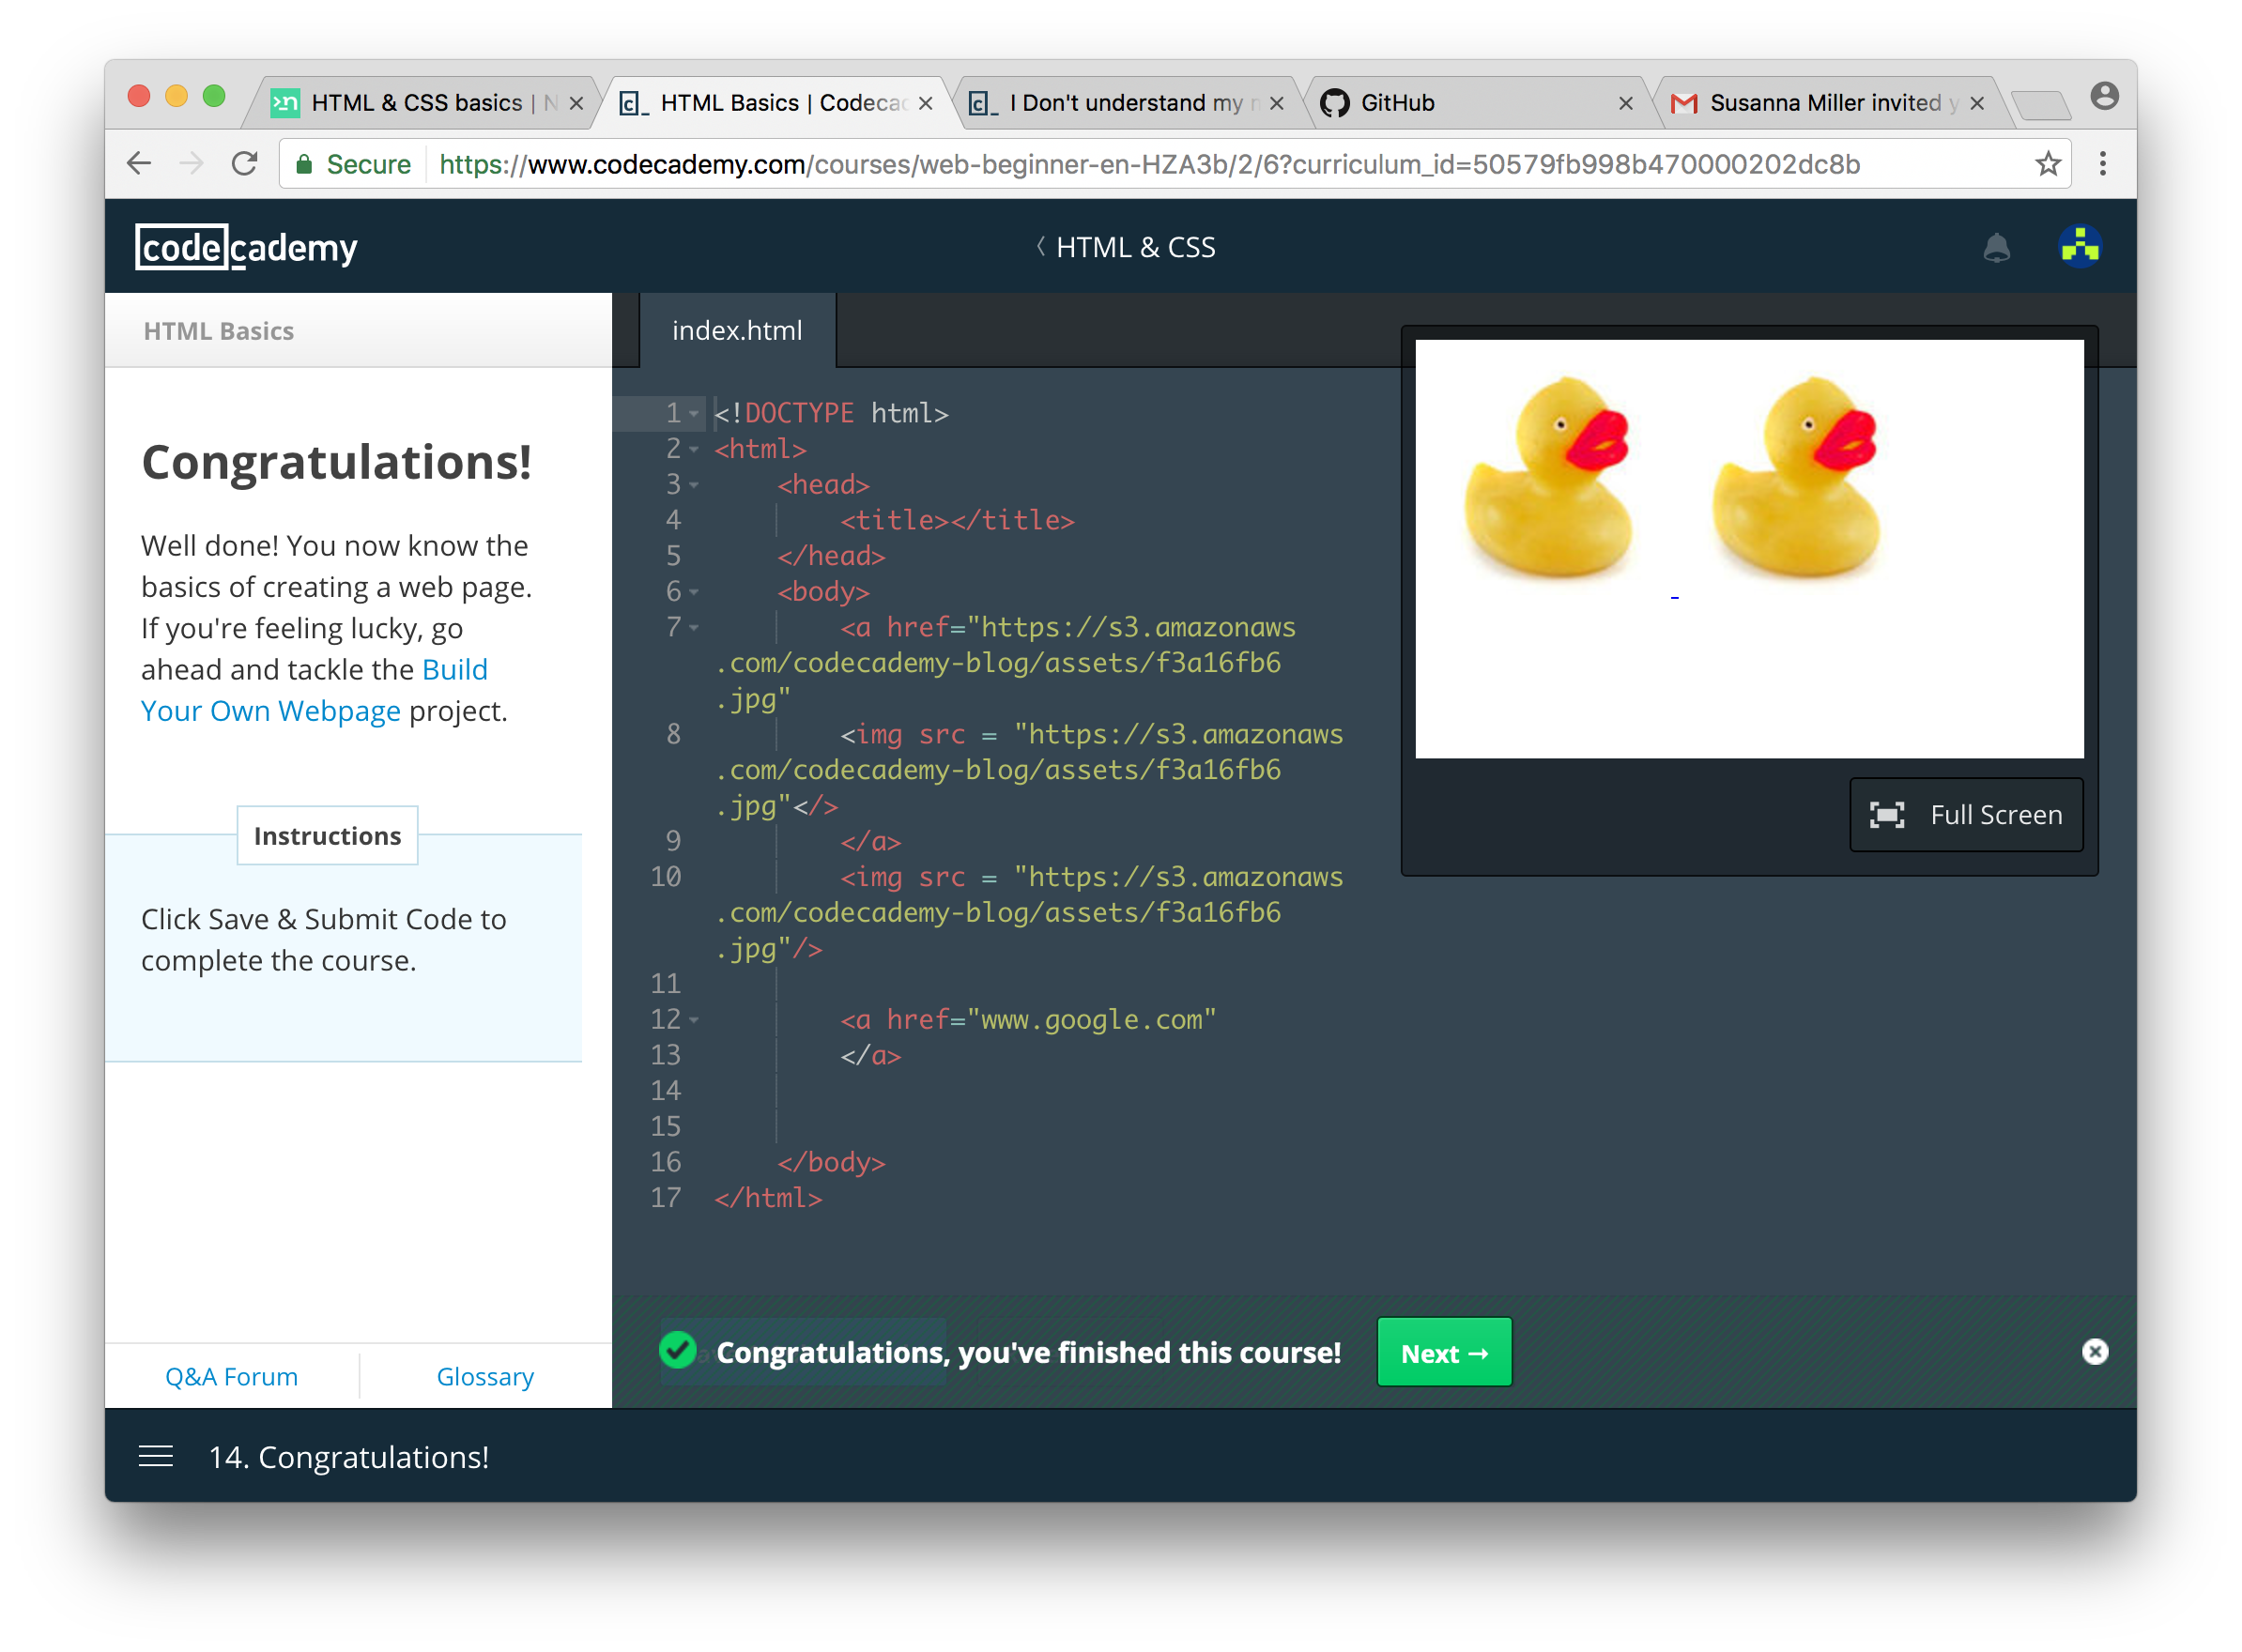 HTML & CSS basics | N
HTML Basics | Codecac
I Don't understand my r
GitHub
Susanna Miller invited y
Secure
https://www.codecademy.com/courses/web-beginner-en-HZA3b/2/6?curriculum_id=50579fb998b470000202dc8b
codecademy
HTML & CSS
HTML Basics
Congratulations!
Well done! You now know the
basics of creating a web page.
If you're feeling lucky, go
ahead and tackle the Build
Your Own Webpage project.
Instructions
Click Save & Submit Code to
complete the course.
Q&A Forum
Glossary
index.html
1 <!DOCTYPE html>
2 <html>
3 <head>
4 <title></title>
5 </head>
6 <body>
7 <a href="https://s3.amazonaws
.com/codecademy-blog/assets/f3a16fb6
.jpg"
8 <img src = "https://s3.amazonaws
.com/codecademy-blog/assets/f3a16fb6
.jpg"</>
9 </a>
10 <img src = "https://s3.amazonaws
.com/codecademy-blog/assets/f3a16fb6
.jpg"/>
11
12 <a href="www.google.com"
13 </a>
14
15
16 </body>
17 </html>
Full Screen
Congratulations, you've finished this course!
Next →
14. Congratulations!